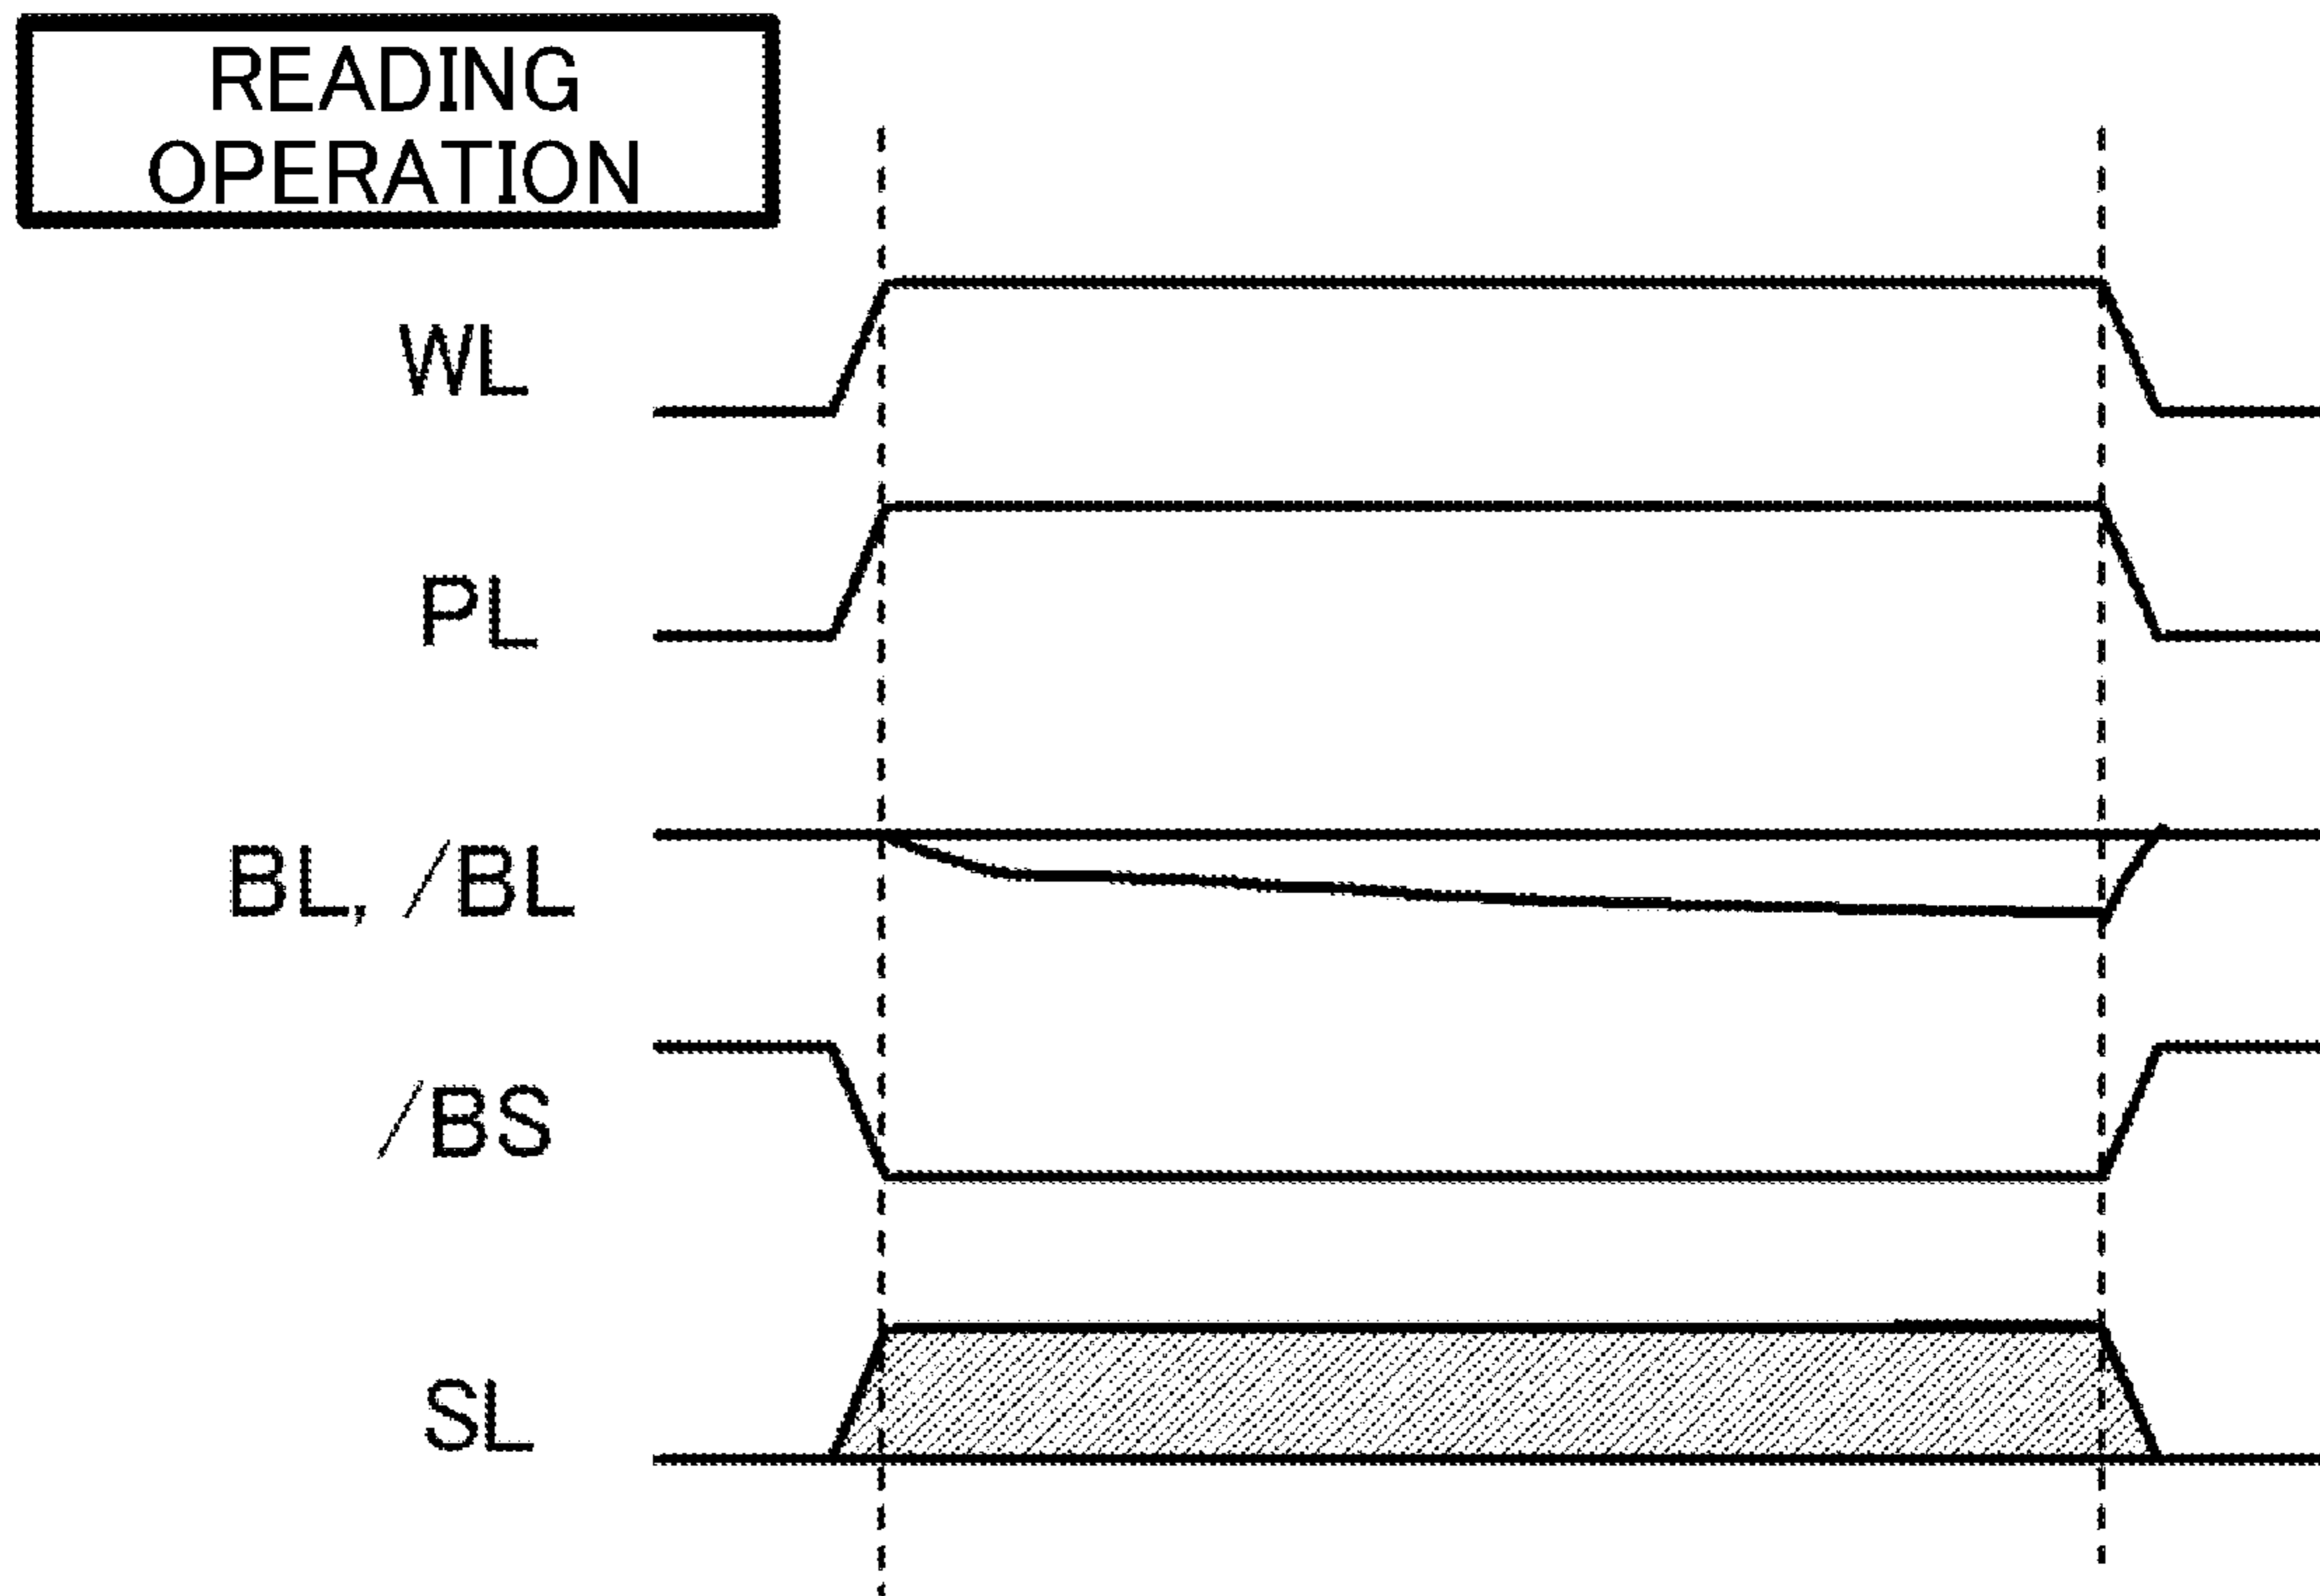 READING
OPERATION
WL
PL
BL, /BL
/BS
SL